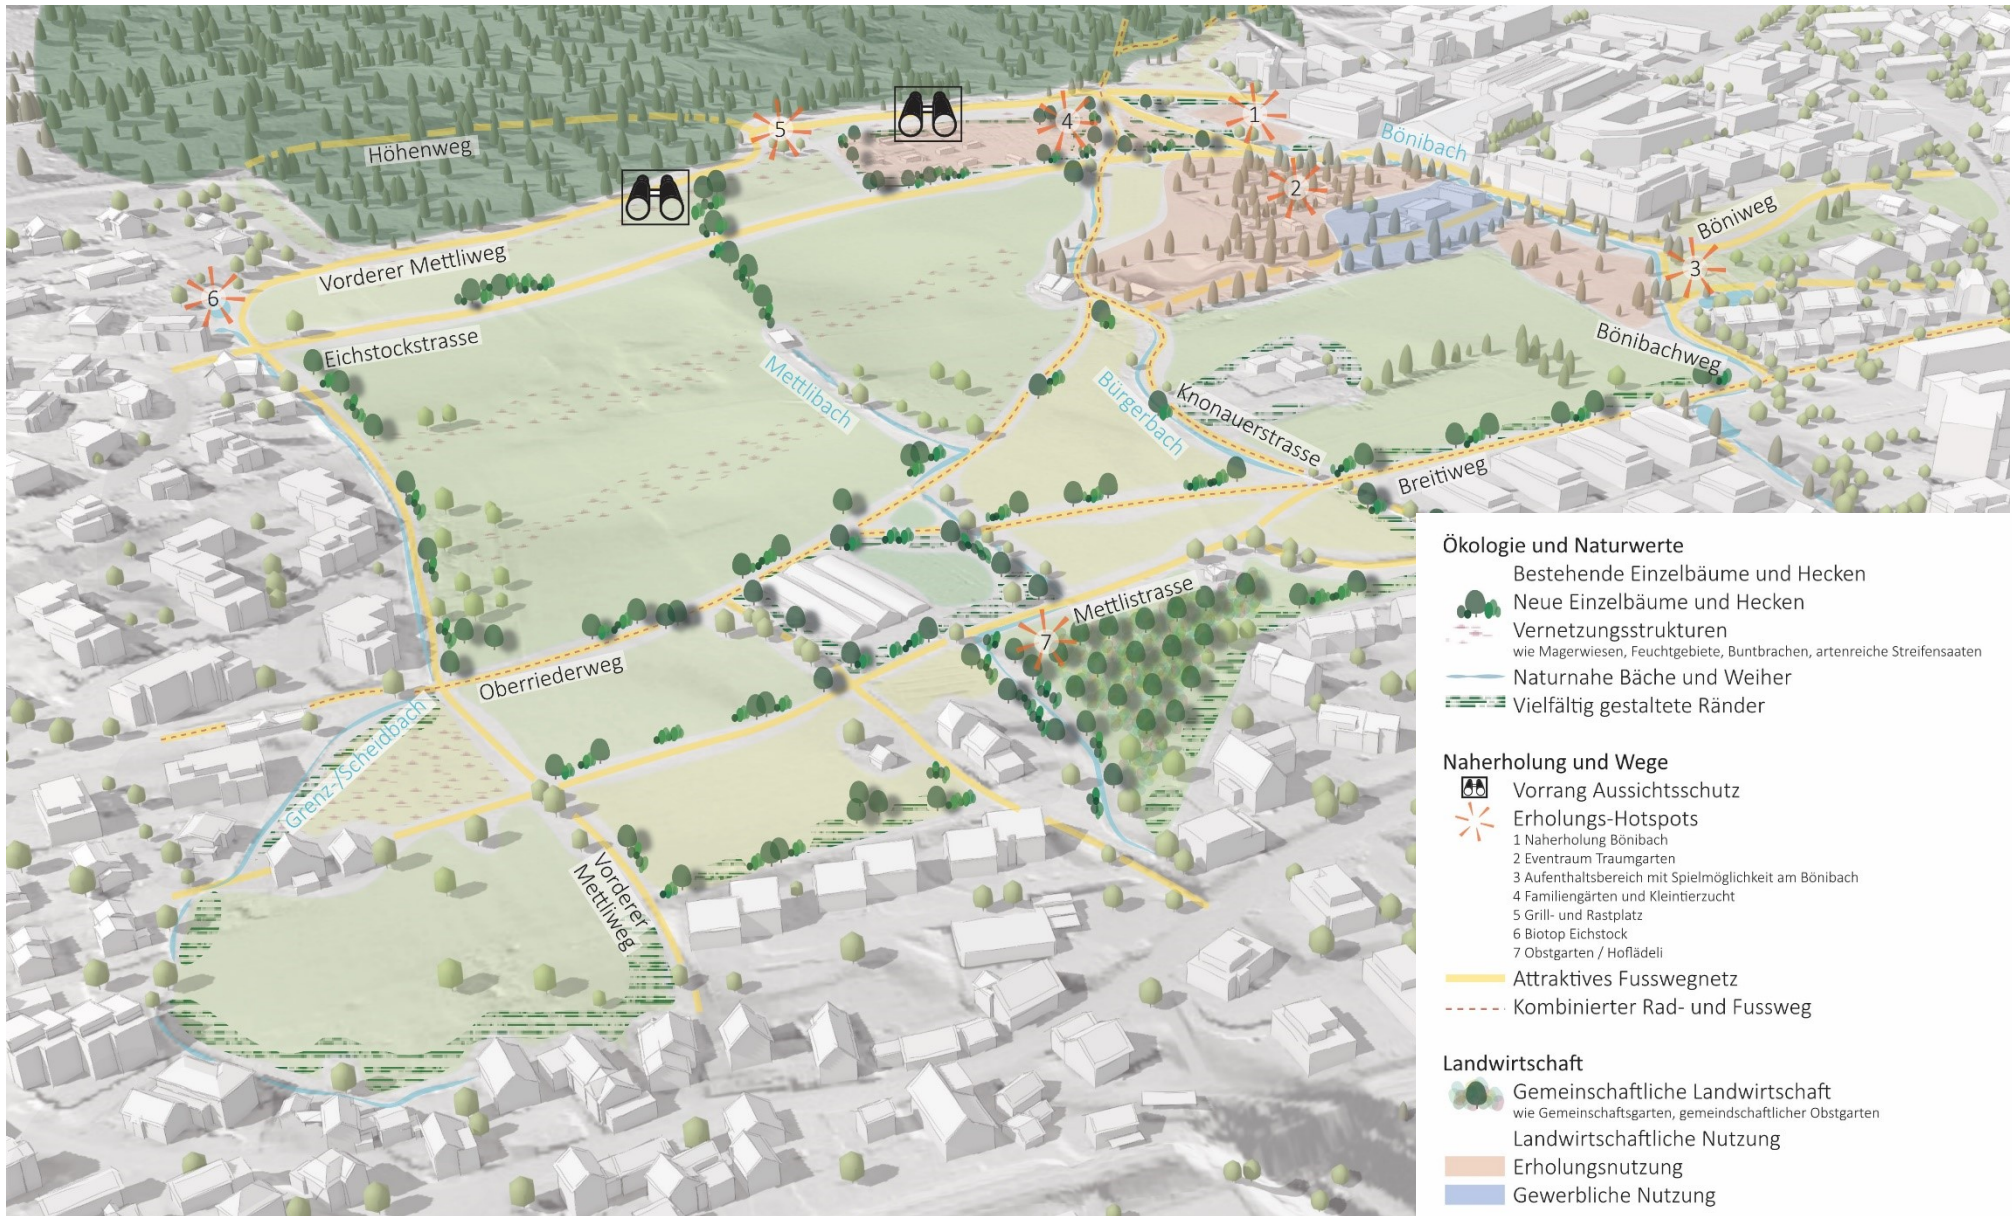 1
4
5
Bönibach
Höhenweg
2
Böniweg
Vorderer Mettliweg
3
6
Eichstockstrasse
Bönibachweg
Mettlibach
Bürgerbach
Knonauerstrasse
Breitiweg
Mettlistrasse
7
Oberriederweg
Grenz-/Scheidbach
Vorderer
Mettliweg
Ökologie und Naturwerte
Bestehende Einzelbäume und Hecken
Neue Einzelbäume und Hecken
Vernetzungsstrukturen
wie Magerwiesen, Feuchtgebiete, Buntbrachen, artenreiche Streifensaaten
Naturnahe Bäche und Weiher
Vielfältig gestaltete Ränder
Naherholung und Wege
Vorrang Aussichtsschutz
Erholungs-Hotspots
1 Naherholung Bönibach
2 Eventraum Traumgarten
3 Aufenthaltsbereich mit Spielmöglichkeit am Bönibach
4 Familiengärten und Kleintierzucht
5 Grill- und Rastplatz
6 Biotop Eichstock
7 Obstgarten / Hoflädeli
Attraktives Fusswegnetz
Kombinierter Rad- und Fussweg
Landwirtschaft
Gemeinschaftliche Landwirtschaft
wie Gemeinschaftsgarten, gemeindschaftlicher Obstgarten
Landwirtschaftliche Nutzung
Erholungsnutzung
Gewerbliche Nutzung